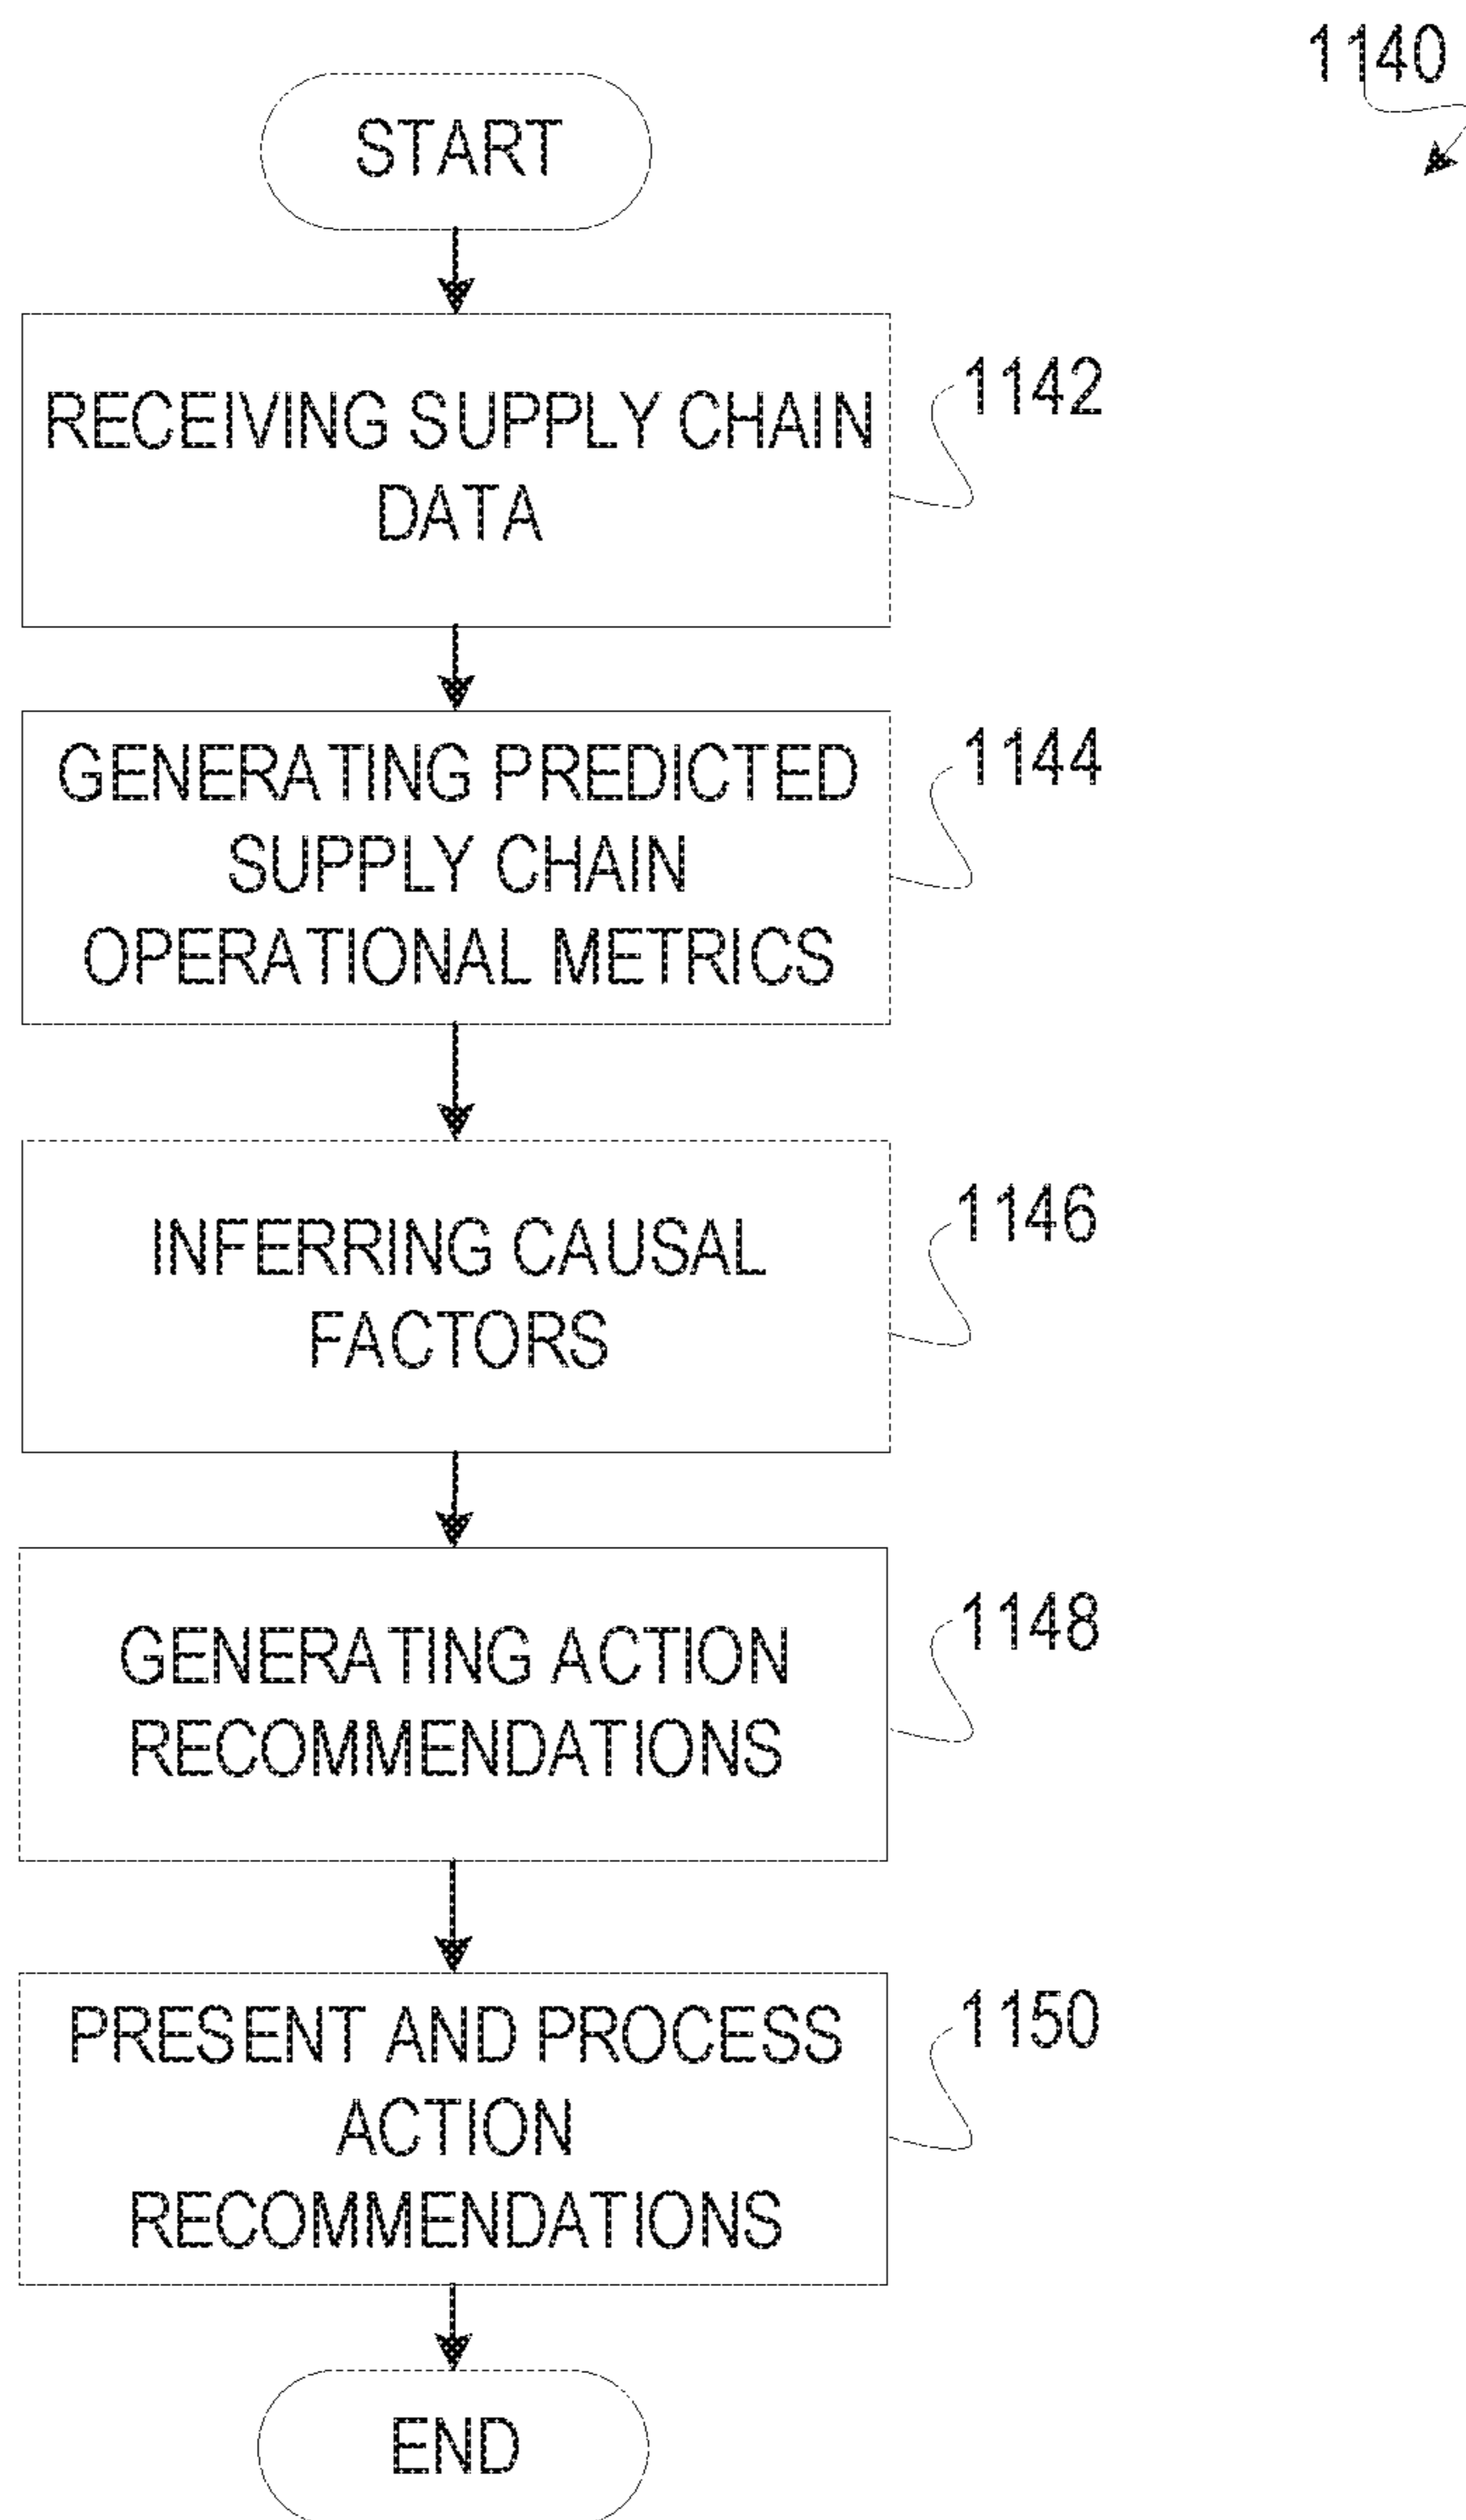 1140
START
RECEIVING SUPPLY CHAIN
DATA
1142
GENERATING PREDICTED
SUPPLY CHAIN
OPERATIONAL METRICS
1144
INFERRING CAUSAL
FACTORS
1146
GENERATING ACTION
RECOMMENDATIONS
1148
PRESENT AND PROCESS
ACTION
RECOMMENDATIONS
1150
END